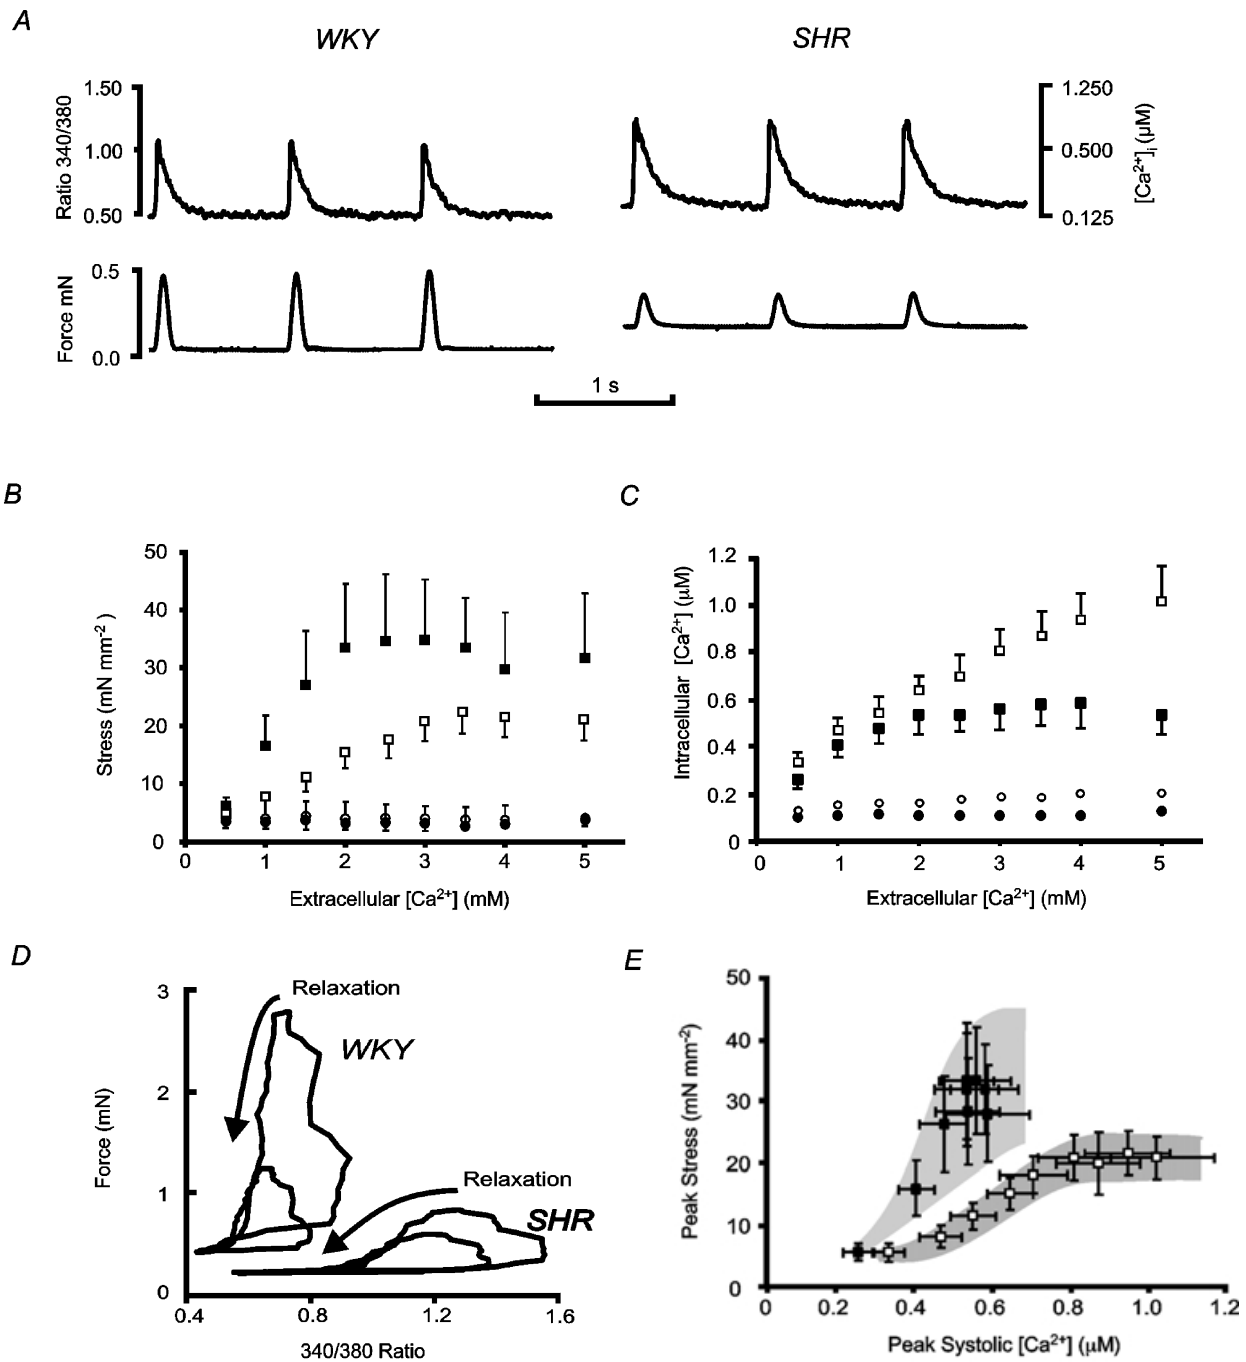 A
WKY
SHR
Ratio 340/380
1.50
1.00
0.50
1.250
0.500
0.125
[Ca2+]i (μM)
Force mN
0.5
0.0
1 s
B
Stress (mN mm-2 )
50
40
30
20
10
0
0 1 2 3 4 5
Extracellular [Ca2+] (mM)
C
Intracellular [Ca2+] (μM)
1.2
1.0
0.8
0.6
0.4
0.2
0
0 1 2 3 4 5
Extracellular [Ca2+] (mM)
D
Force (mN)
3
2
1
0
Relaxation
WKY
Relaxation
SHR
0.4 0.8 1.2 1.6
340/380 Ratio
E
Peak Stress (mN mm-2)
50
40
30
20
10
0
0 0.2 0.4 0.6 0.8 1.0 1.2
Peak Systolic [Ca2+] (μM)